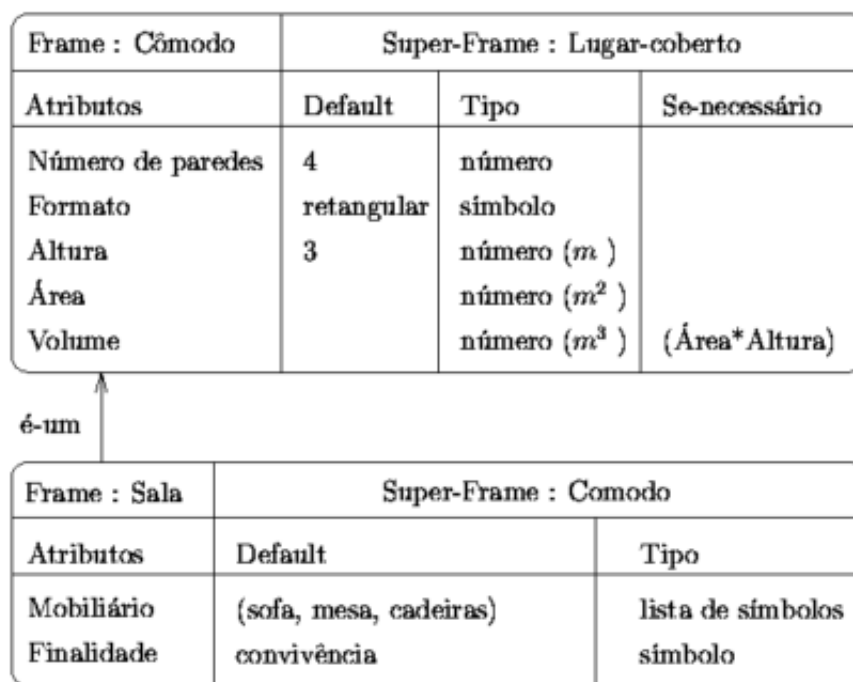 Frame : Cômodo Super-Frame : Lugar-coberto
Atributos Default Tipo Se-necessário
Número de paredes 4 número
Formato retangular símbolo
Altura 3 número (m )
Área número (m² )
Volume número (m³ ) (Área*Altura)
é-um
Frame : Sala Super-Frame : Comodo
Atributos Default Tipo
Mobiliário (sofa, mesa, cadeiras) lista de símbolos
Finalidade convivência símbolo